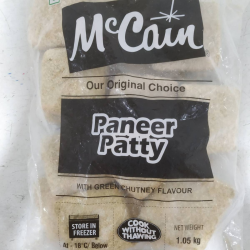 McCain
Our Original Choice
Paneer
Patty
WITH GREEN CHUTNEY FLAVOUR
STORE IN
FREEZER
At - 18°C/ Below
COOK
WITHOUT
THAWING
NET WEIGHT
1.05 kg